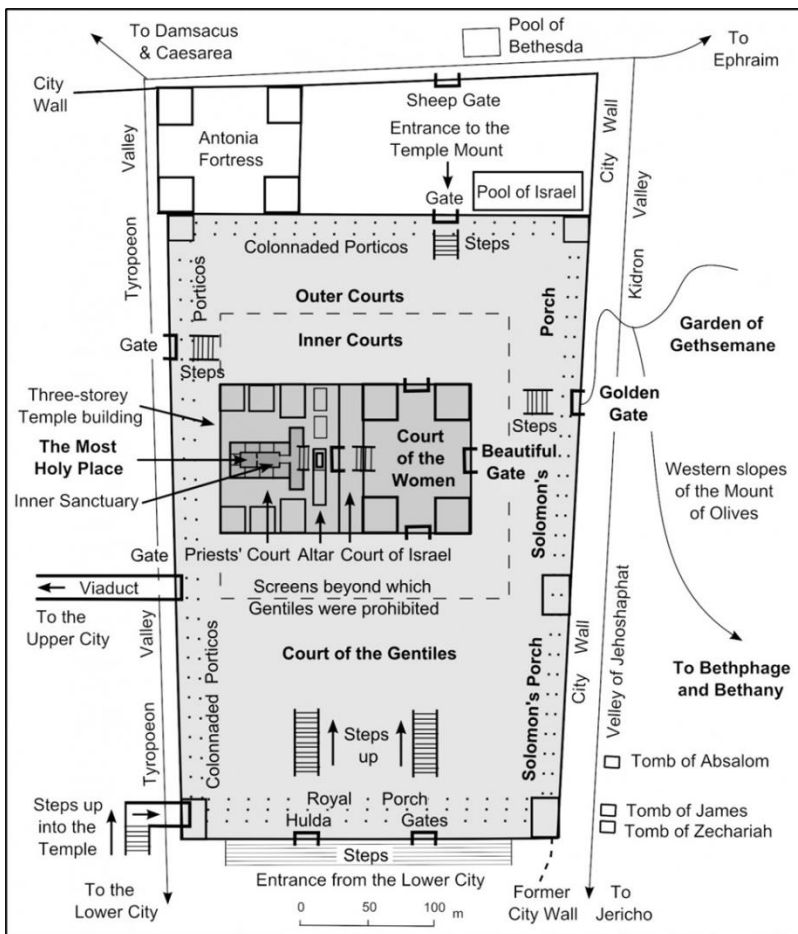 To Damsacus
& Caesarea
Pool of
Bethesda
To
Ephraim
City
Wall
Sheep Gate
Antonia
Fortress
Entrance to the
Temple Mount
Valley
City Wall
Gate
Pool of Israel
Valley
Colonnaded Porticos
Steps
Tyropoeon
Porticos
Kidron
Outer Courts
Porch
Inner Courts
Garden of
Gethsemane
Gate
Steps
Three-storey
Temple building
Golden
Gate
Steps
The Most
Holy Place
Court
of the
Women
Beautiful
Gate
Inner Sanctuary
Western slopes
of the Mount
of Olives
Solomon's
Priests' Court
Altar
Court of Israel
Gate
Viaduct
Screens beyond which
Gentiles were prohibited
To the
Upper City
Valley
Court of the Gentiles
City Wall
Velley of Jehoshaphat
To Bethphage
and Bethany
Colonnaded Porticos
Solomon's Porch
Tyropoeon
Steps
up
Tomb of Absalom
Steps up
into the
Temple
Royal Porch
Hulda Gates
Tomb of James
Tomb of Zechariah
Steps
Entrance from the Lower City
To the
Lower City
Former
City Wall
To
Jericho
0 50 100 m